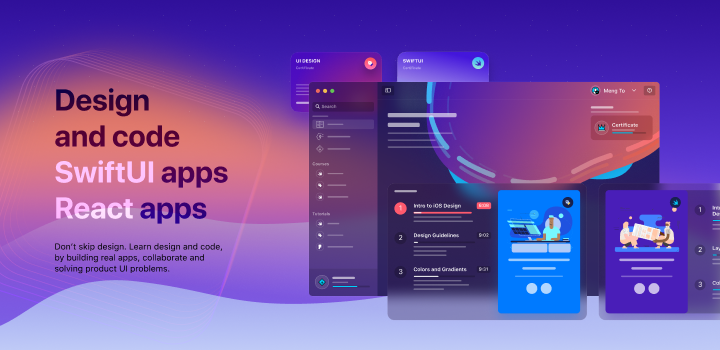 Design
and code
SwiftUI apps
React apps
Don't skip design. Learn design and code,
by building real apps, collaborate and
solving product UI problems.
UI DESIGN
Certificate
SWIFTUI
Certificate
Search
Courses
Tutorials
Meng To
Certificate
1 Intro to iOS Design
2 Design Guidelines 9:02
3 Colors and Gradients 9:31
1
2
3